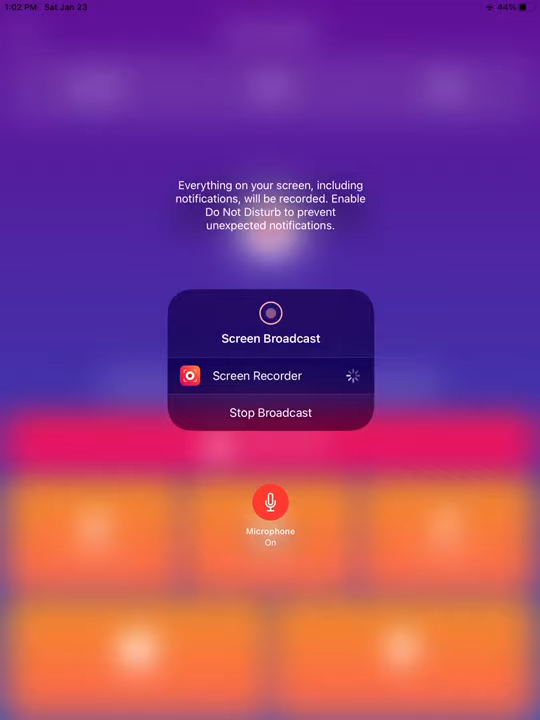 1:02 PM Sat Jan 23
44%
Everything on your screen, including
notifications, will be recorded. Enable
Do Not Disturb to prevent
unexpected notifications.
Screen Broadcast
Screen Recorder
Stop Broadcast
Microphone
On